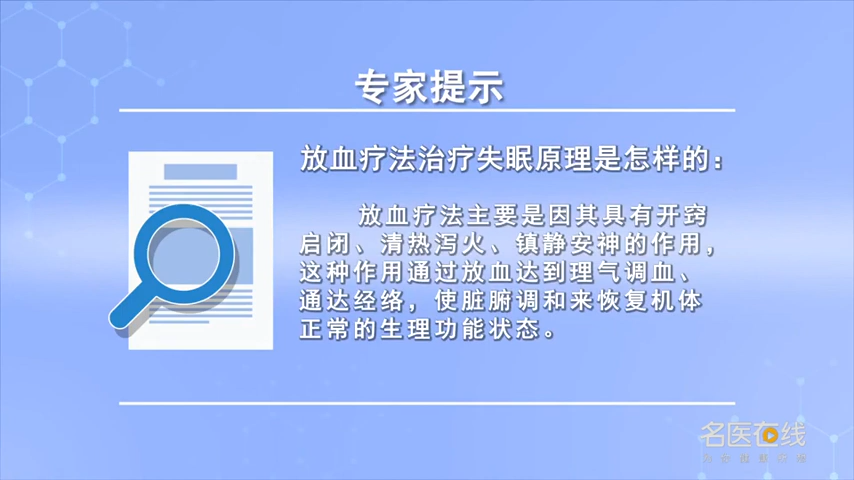 专家提示
放血疗法治疗失眠原理是怎样的：
放血疗法主要是因其具有开窍
启闭、清热泻火、镇静安神的作用，
这种作用通过放血达到理气调血、
通达经络，使脏腑调和来恢复机体
正常的生理功能状态。
名医在线